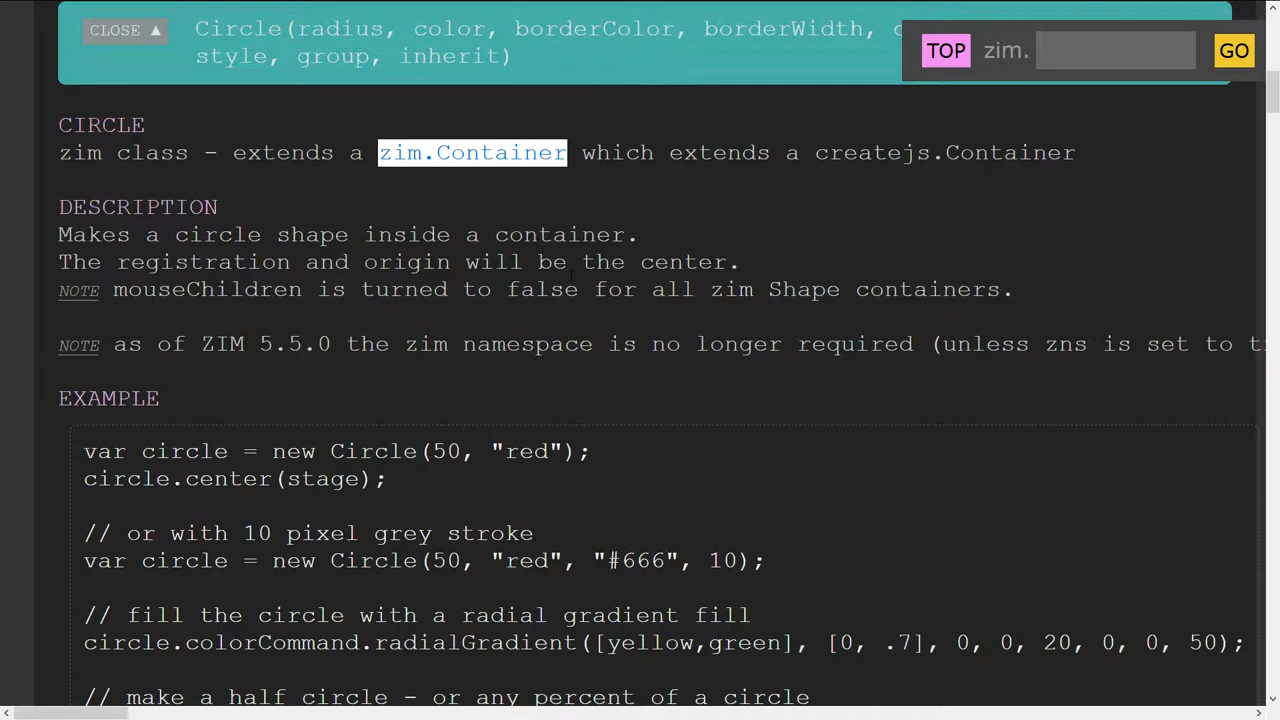 CLOSE ▲
Circle(radius, color, borderColor, borderWidth,
style, group, inherit)
TOP
zim.
GO
CIRCLE
zim class - extends a zim.Container which extends a createjs.Container
DESCRIPTION
Makes a circle shape inside a container.
The registration and origin will be the center.
NOTE mouseChildren is turned to false for all zim Shape containers.
NOTE as of ZIM 5.5.0 the zim namespace is no longer required (unless zns is set to
EXAMPLE
var circle = new Circle(50, "red");
circle.center(stage);
// or with 10 pixel grey stroke
var circle = new Circle(50, "red", "#666", 10);
// fill the circle with a radial gradient fill
circle.colorCommand.radialGradient([yellow,green], [0, .7], 0, 0, 20, 0, 0, 50);
// make a half circle - or any percent of a circle